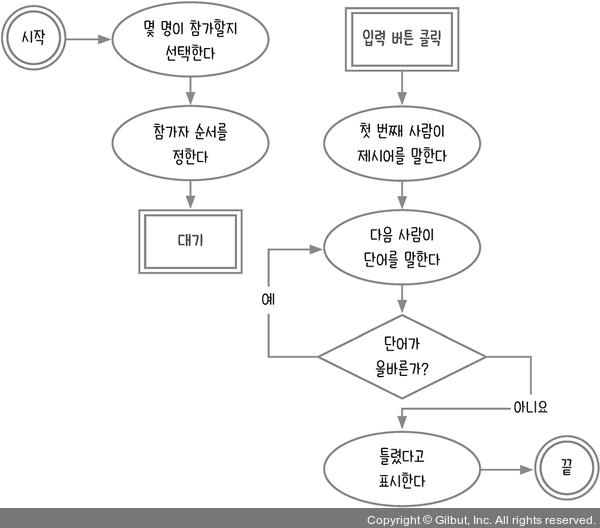 시작
몇 명이 참가할지
선택한다
참가자 순서를
정한다
대기
입력 버튼 클릭
첫 번째 사람이
제시어를 말한다
다음 사람이
단어를 말한다
예
단어가
올바른가?
아니요
틀렸다고
표시한다
끝
Copyright © Gilbut, Inc. All rights reserved.